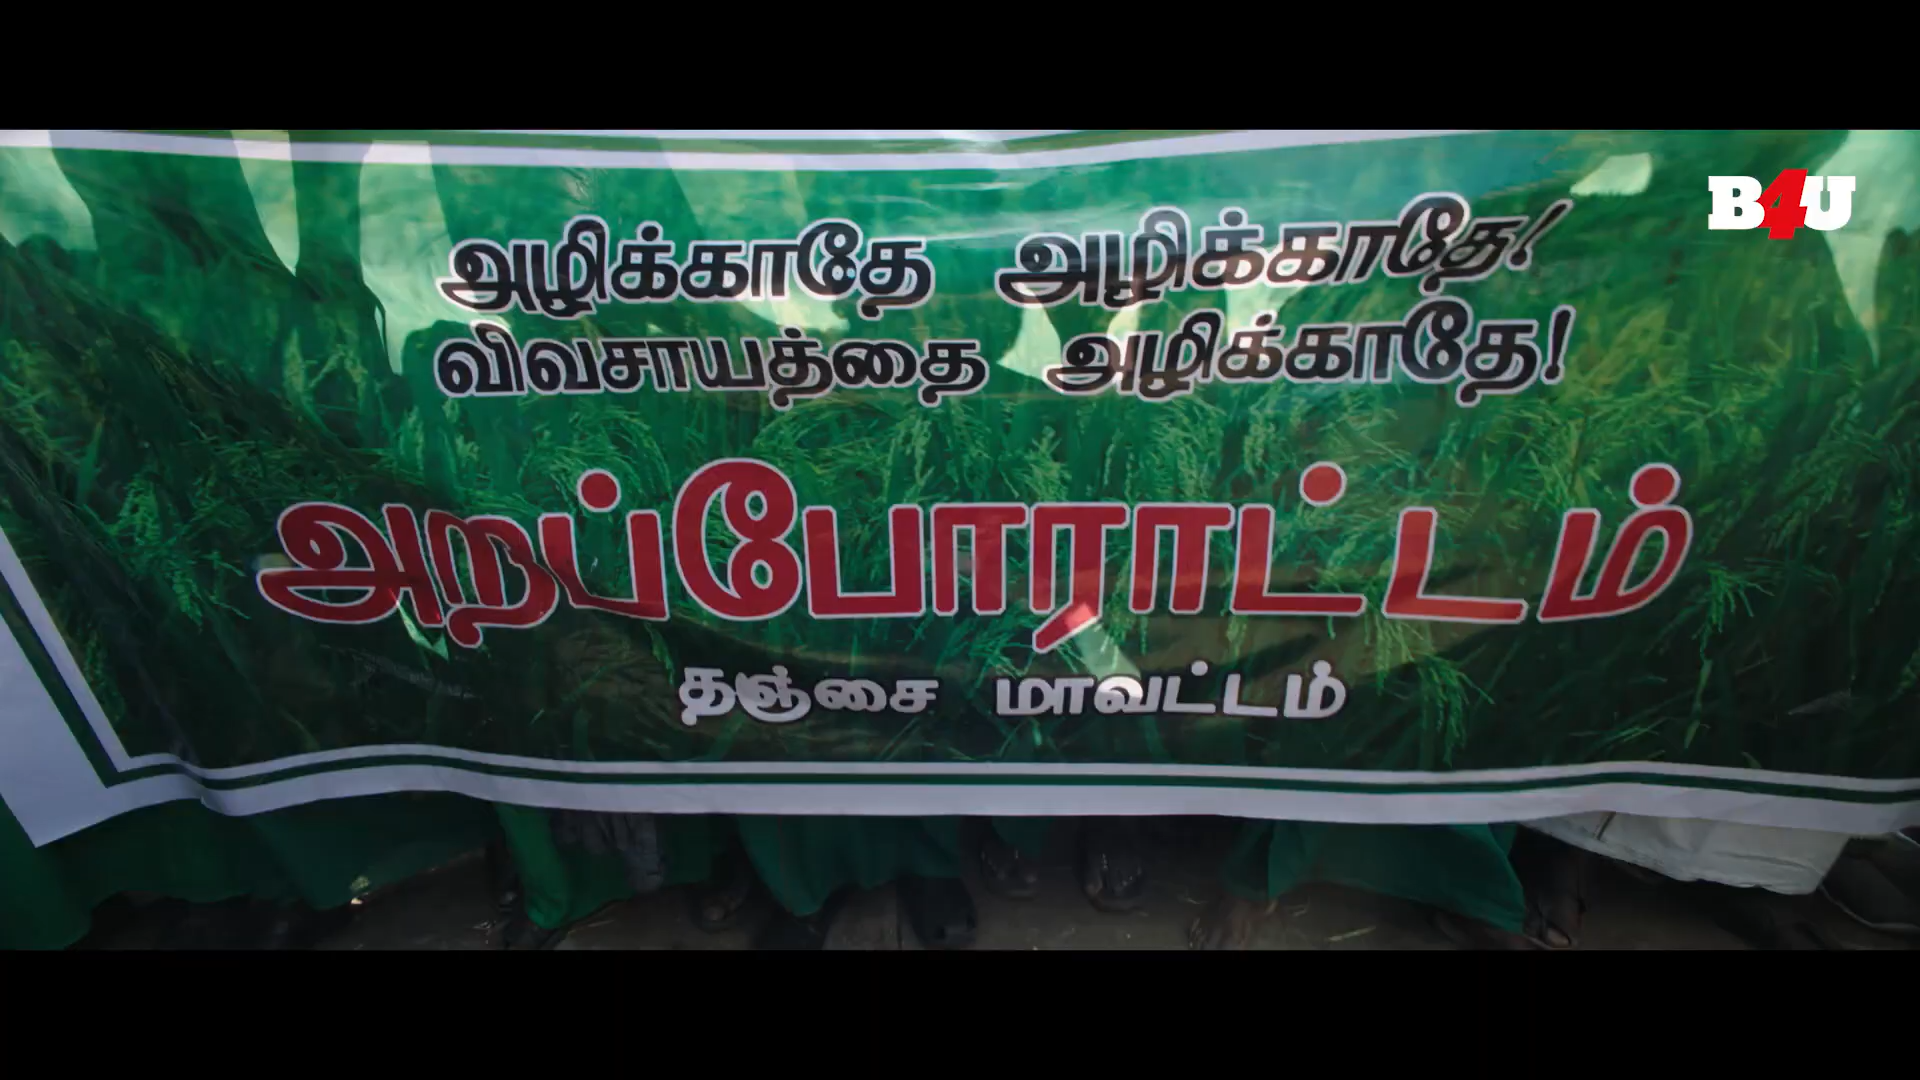 B4U
அழிக்காதே அழிக்காதே!
விவசாயத்தை அழிக்காதே!
அறப்போராட்டம்
தஞ்சை மாவட்டம்